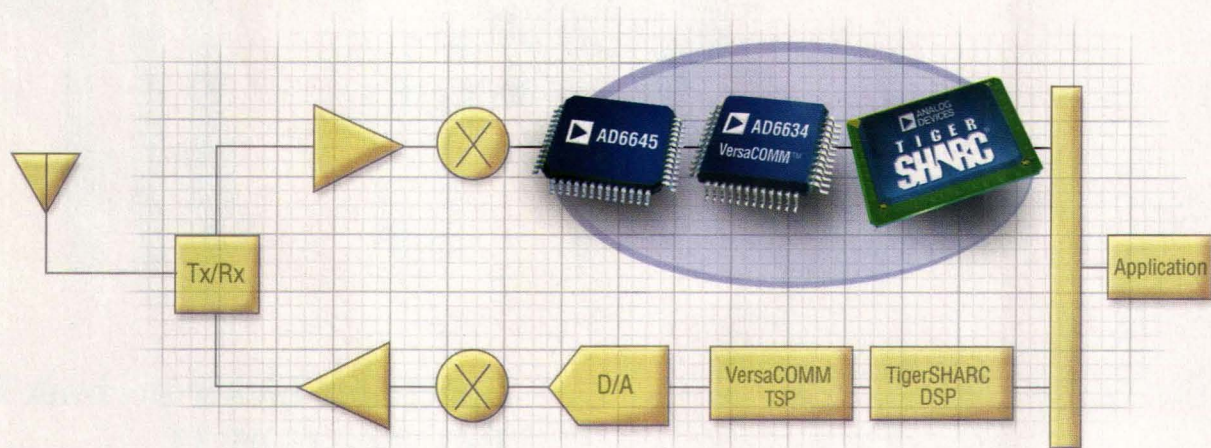 AD6645
AD6634
VersaCOMM™
ANALOG
DEVICES
TIGER
SHARC®
Tx/Rx
Application
D/A
VersaCOMM
TSP
TigerSHARC
DSP